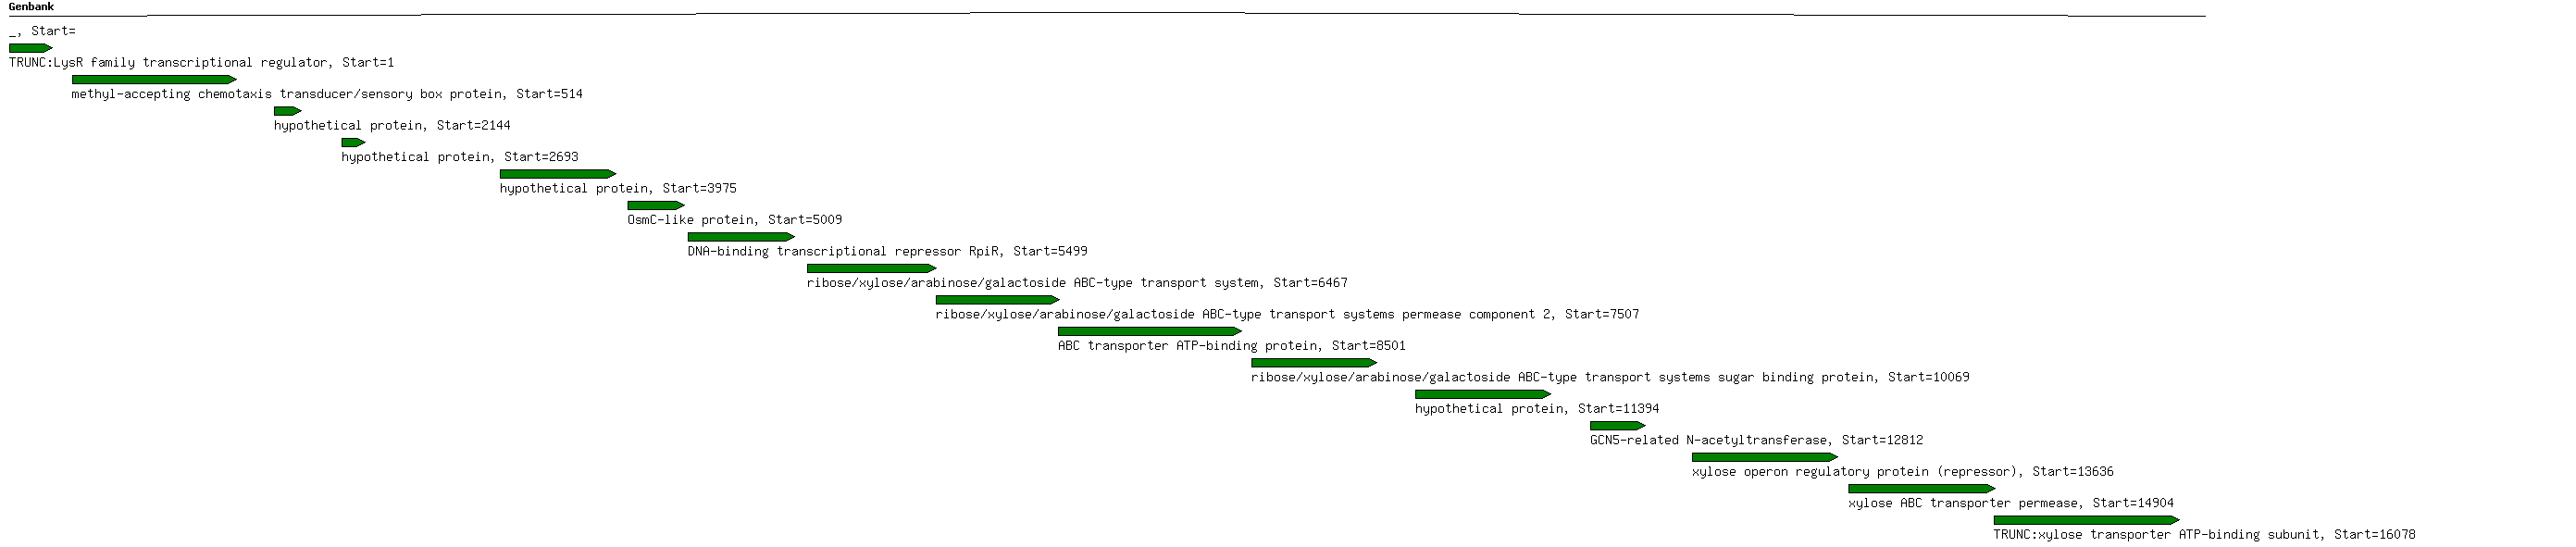 Genbank
_, Start=
TRUNC:LysR family transcriptional regulator, Start=1
methyl-accepting chemotaxis transducer/sensory box protein, Start=514
hypothetical protein, Start=2144
hypothetical protein, Start=2693
hypothetical protein, Start=3975
OsmC-like protein, Start=5009
DNA-binding transcriptional repressor RpiR, Start=5499
ribose/xylose/arabinose/galactoside ABC-type transport system, Start=6467
ribose/xylose/arabinose/galactoside ABC-type transport systems permease component 2, Start=7507
ABC transporter ATP-binding protein, Start=8501
ribose/xylose/arabinose/galactoside ABC-type transport systems sugar binding protein, Start=10069
hypothetical protein, Start=11394
GCN5-related N-acetyltransferase, Start=12812
xylose operon regulatory protein (repressor), Start=13636
xylose ABC transporter permease, Start=14904
TRUNC:xylose transporter ATP-binding subunit, Start=16078